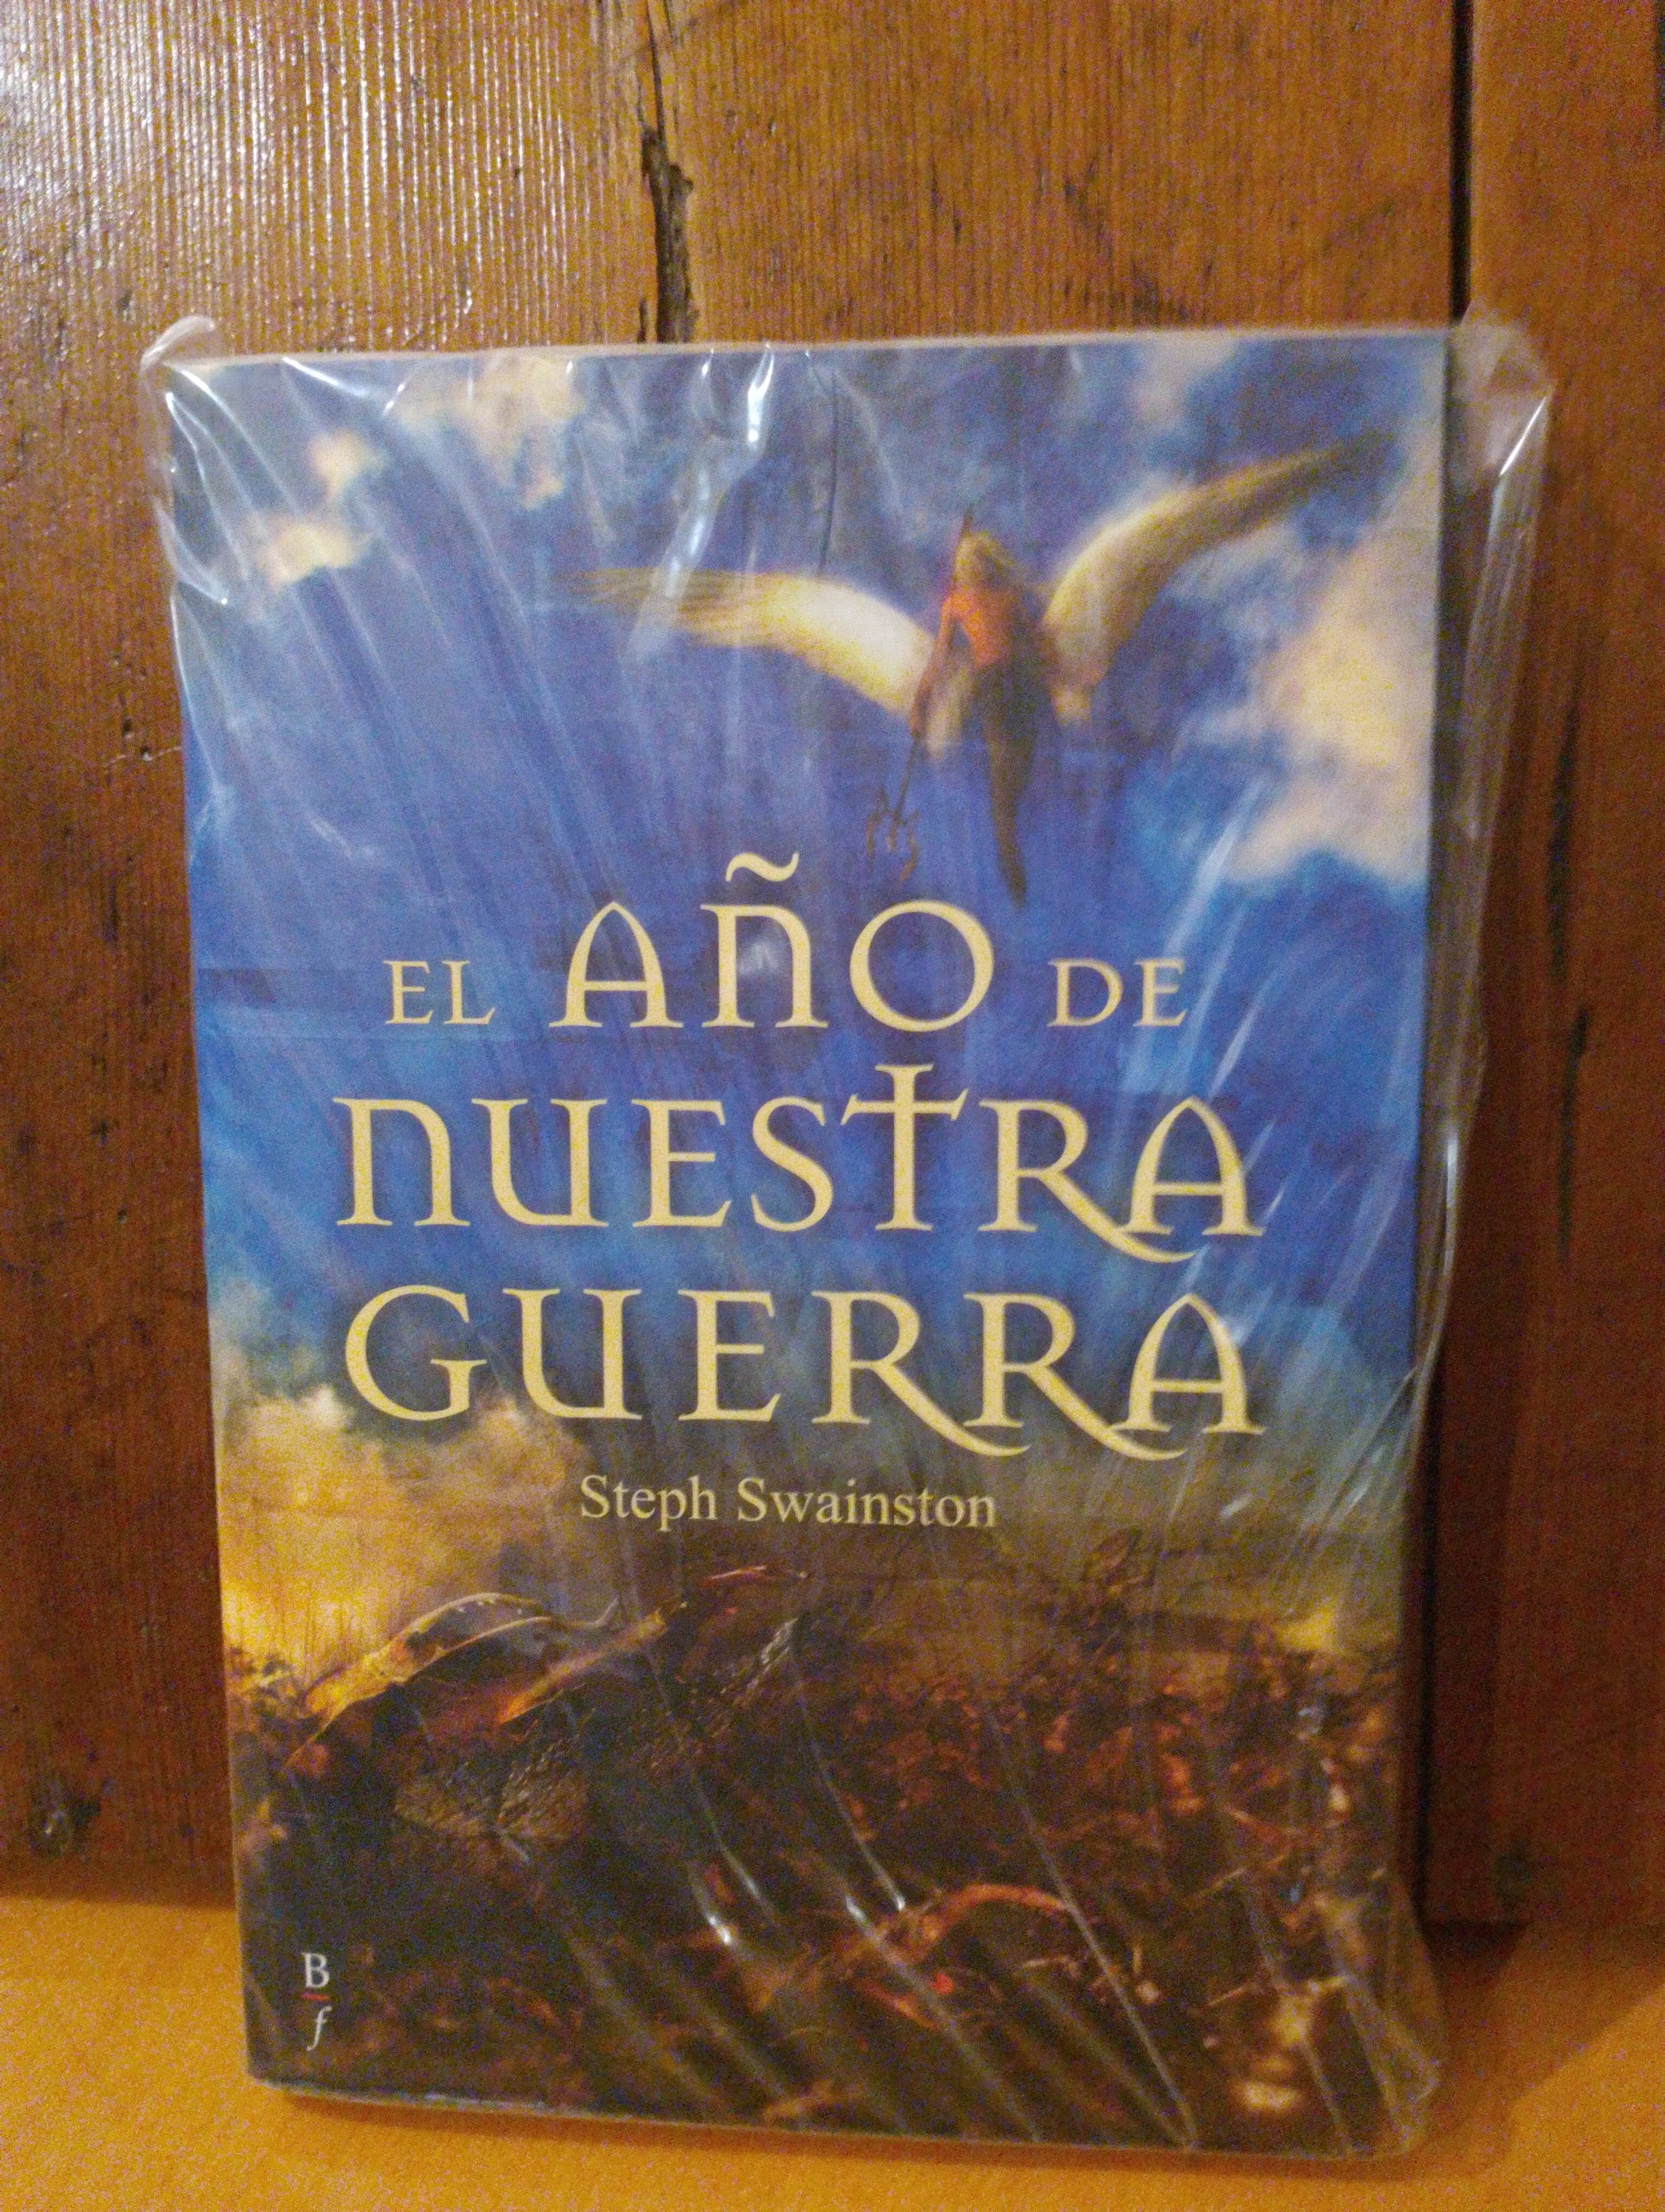 EL AÑO DE
NUESTRA
GUERRA
Steph Swainston
B
f